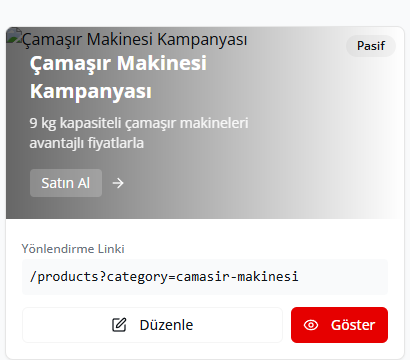 Çamaşır Makinesi Kampanyası
Pasif
Çamaşır Makinesi
Kampanyası
9 kg kapasiteli çamaşır makineleri
avantajlı fiyatlarla
Satın Al
Yönlendirme Linki
/products?category=camasir-makinesi
Düzenle
Göster